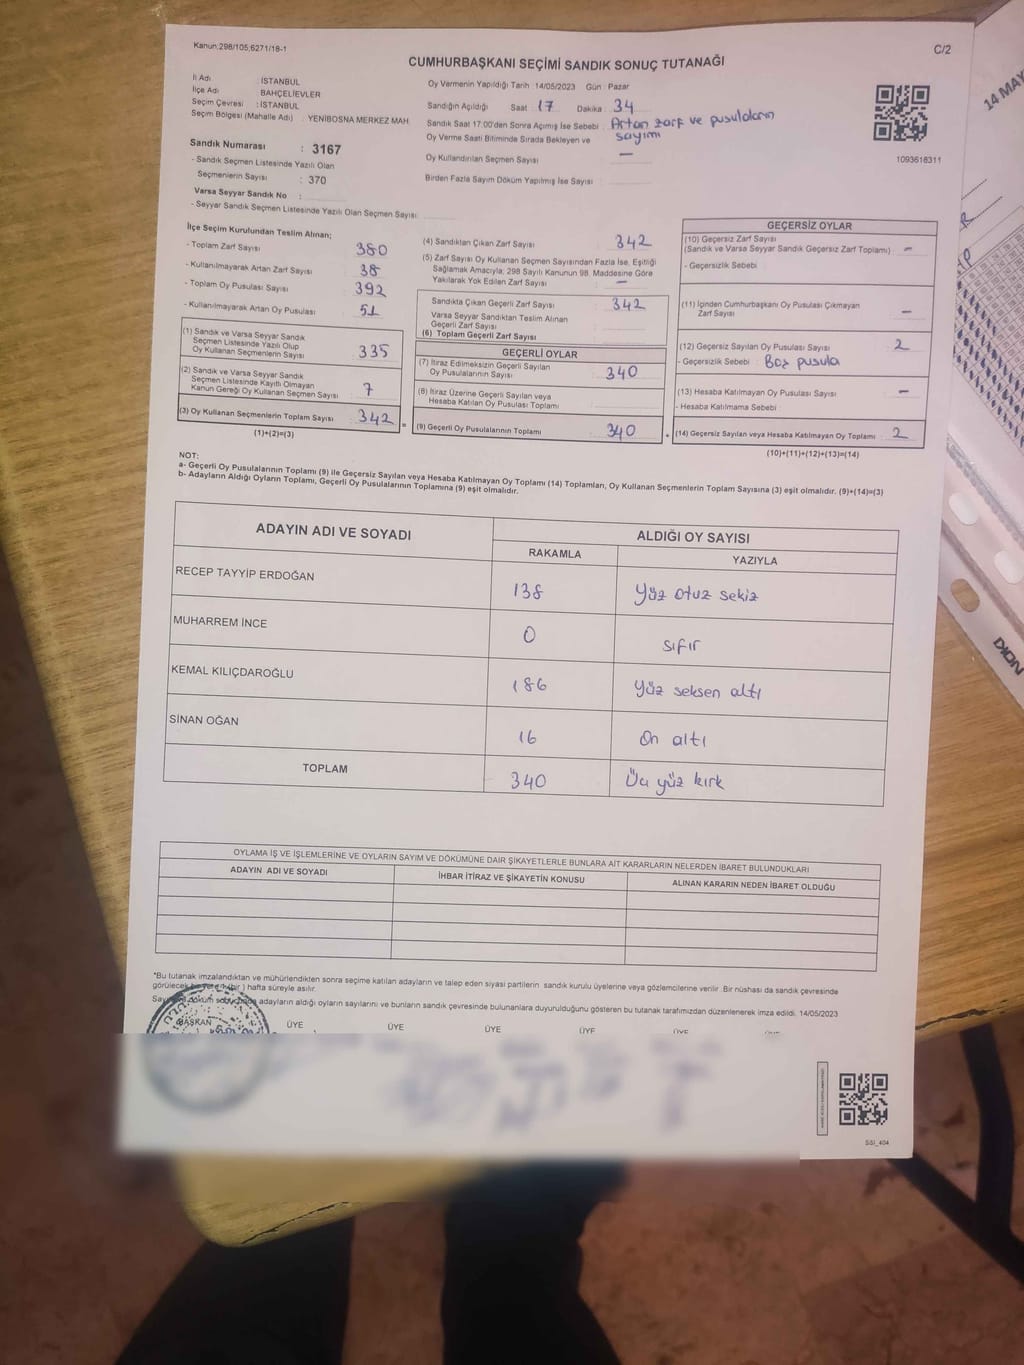 Kanun;298/105,6271/18-1
C/2
CUMHURBAŞKANI SEÇİMİ SANDIK SONUÇ TUTANAĞI
İl Adı : İSTANBUL
İlçe Adı : BAHÇELİEVLER
Seçim Çevresi : İSTANBUL
Seçim Bölgesi (Mahalle Adı) : YENİBOSNA MERKEZ MAH.
Sandık Numarası : 3167
- Sandık Seçmen Listesinde Yazılı Olan
Seçmenlerin Sayısı : 370
Varsa Seyyar Sandık No :
- Seyyar Sandık Seçmen Listesinde Yazılı Olan Seçmen Sayısı
Oy Vermenin Yapıldığı Tarih 14/05/2023 Gün : Pazar
Sandığın Açıldığı Saat 17 Dakika : 34
Sandık Saat 17.00'den Sonra Açımış İse Sebebi : Artan zarf ve pusulaların
sayımı
Oy Verme Saati Bitiminde Sırada Bekleyen ve
Oy Kullandırılan Seçmen Sayısı : —
Birden Fazla Sayım Döküm Yapılmış İse Sayısı :
1093618311
14 MAY
İlçe Seçim Kurulundan Teslim Alınan;
- Toplam Zarf Sayısı 380
- Kullanılmayarak Artan Zarf Sayısı 38
- Toplam Oy Pusulası Sayısı 392
- Kullanılmayarak Artan Oy Pusulası 51
(1) Sandık ve Varsa Seyyar Sandık
Seçmen Listesinde Yazılı Olup
Oy Kullanan Seçmenlerin Sayısı 335
(2) Sandık ve Varsa Seyyar Sandık
Seçmen Listesinde Kayıtlı Olmayan
Kanun Gereği Oy Kullanan Seçmen Sayısı 7
(3) Oy Kullanan Seçmenlerin Toplam Sayısı 342
(1)+(2)=(3)
(4) Sandıktan Çıkan Zarf Sayısı 342
(5) Zarf Sayısı Oy Kullanan Seçmen Sayısından Fazla İse, Eşitliği
Sağlamak Amacıyla; 298 Sayılı Kanunun 98. Maddesine Göre
Yakılarak Yok Edilen Zarf Sayısı —
Sandıkta Çıkan Geçerli Zarf Sayısı 342
Varsa Seyyar Sandıktan Teslim Alınan
Geçerli Zarf Sayısı
(6) Toplam Geçerli Zarf Sayısı
GEÇERLİ OYLAR
(7) İtiraz Edilmeksizin Geçerli Sayılan
Oy Pusulalarının Sayısı 340
(8) İtiraz Üzerine Geçerli Sayılan veya
Hesaba Katılan Oy Pusulası Toplamı
(9) Geçerli Oy Pusulalarının Toplamı 340
GEÇERSİZ OYLAR
(10) Geçersiz Zarf Sayısı
(Sandık ve Varsa Seyyar Sandık Geçersiz Zarf Toplamı) —
- Geçersizlik Sebebi
(11) İçinden Cumhurbaşkanı Oy Pusulası Çıkmayan
Zarf Sayısı —
(12) Geçersiz Sayılan Oy Pusulası Sayısı 2
- Geçersizlik Sebebi : Boş pusula
(13) Hesaba Katılmayan Oy Pusulası Sayısı —
- Hesaba Katılmama Sebebi
(14) Geçersiz Sayılan veya Hesaba Katılmayan Oy Toplamı 2
(10)+(11)+(12)+(13)=(14)
NOT:
a- Geçerli Oy Pusulalarının Toplamı (9) ile Geçersiz Sayılan veya Hesaba Katılmayan Oy Toplamı (14) Toplamları, Oy Kullanan Seçmenlerin Toplam Sayısına (3) eşit olmalıdır. (9)+(14)=(3)
b- Adayların Aldığı Oyların Toplamı, Geçerli Oy Pusulalarının Toplamına (9) eşit olmalıdır.
ADAYIN ADI VE SOYADI ALDIĞI OY SAYISI
RAKAMLA YAZIYLA
RECEP TAYYİP ERDOĞAN 138 Yüz otuz sekiz
MUHARREM İNCE 0 sıfır
KEMAL KILIÇDAROĞLU 186 Yüz seksen altı
SİNAN OĞAN 16 On altı
TOPLAM 340 Üç yüz kırk
OYLAMA İŞ VE İŞLEMLERİNE VE OYLARIN SAYIM VE DÖKÜMÜNE DAİR ŞİKAYETLERLE BUNLARA AİT KARARLARIN NELERDEN İBARET BULUNDUKLARI
ADAYIN ADI VE SOYADI İHBAR İTİRAZ VE ŞİKAYETİN KONUSU ALINAN KARARIN NEDEN İBARET OLDUĞU
*Bu tutanak imzalandıktan ve mühürlendikten sonra seçime katılan adayların ve talep eden siyasi partilerin sandık kurulu üyelerine veya gözlemcilerine verilir. Bir nüshası da sandık çevresinde
görülecek bir yere (bir) hafta süreyle asılır.
Sayım döküm sonucunda adayların aldığı oyların sayılarını ve bunların sandık çevresinde bulunanlara duyurulduğunu gösteren bu tutanak tarafımızdan düzenlenerek imza edildi. 14/05/2023
BAŞKAN ÜYE ÜYE ÜYE ÜYE ÜYE ÜYE
SSI_404